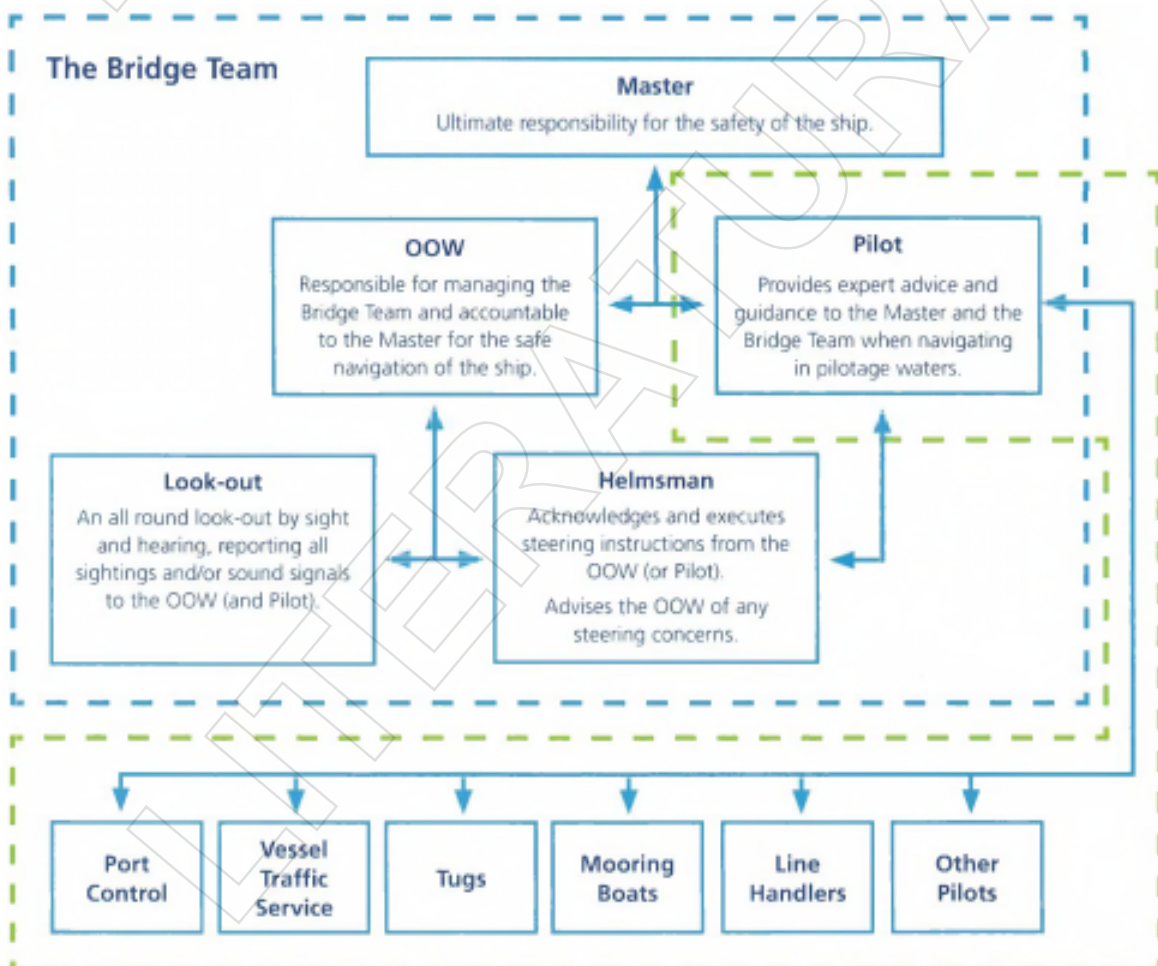 The Bridge Team
Master
Ultimate responsibility for the safety of the ship.
OOW
Responsible for managing the
Bridge Team and accountable
to the Master for the safe
navigation of the ship.
Pilot
Provides expert advice and
guidance to the Master and the
Bridge Team when navigating
in pilotage waters.
Look-out
An all round look-out by sight
and hearing, reporting all
sightings and/or sound signals
to the OOW (and Pilot).
Helmsman
Acknowledges and executes
steering instructions from the
OOW (or Pilot).
Advises the OOW of any
steering concerns.
Port
Control
Vessel
Traffic
Service
Tugs
Mooring
Boats
Line
Handlers
Other
Pilots
LITERATURA